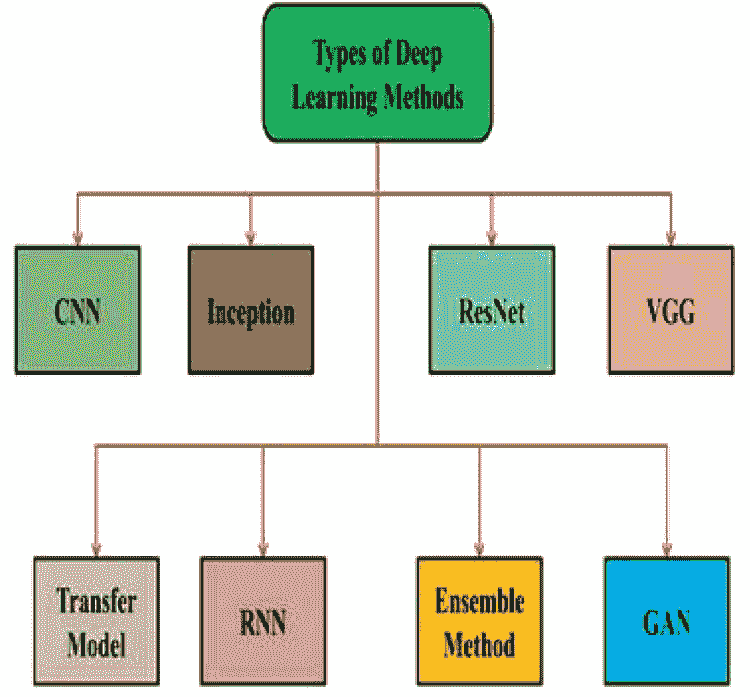 Types of Deep
Learning Methods
CNN
Inception
ResNet
VGG
Transfer
Model
RNN
Ensemble
Method
GAN